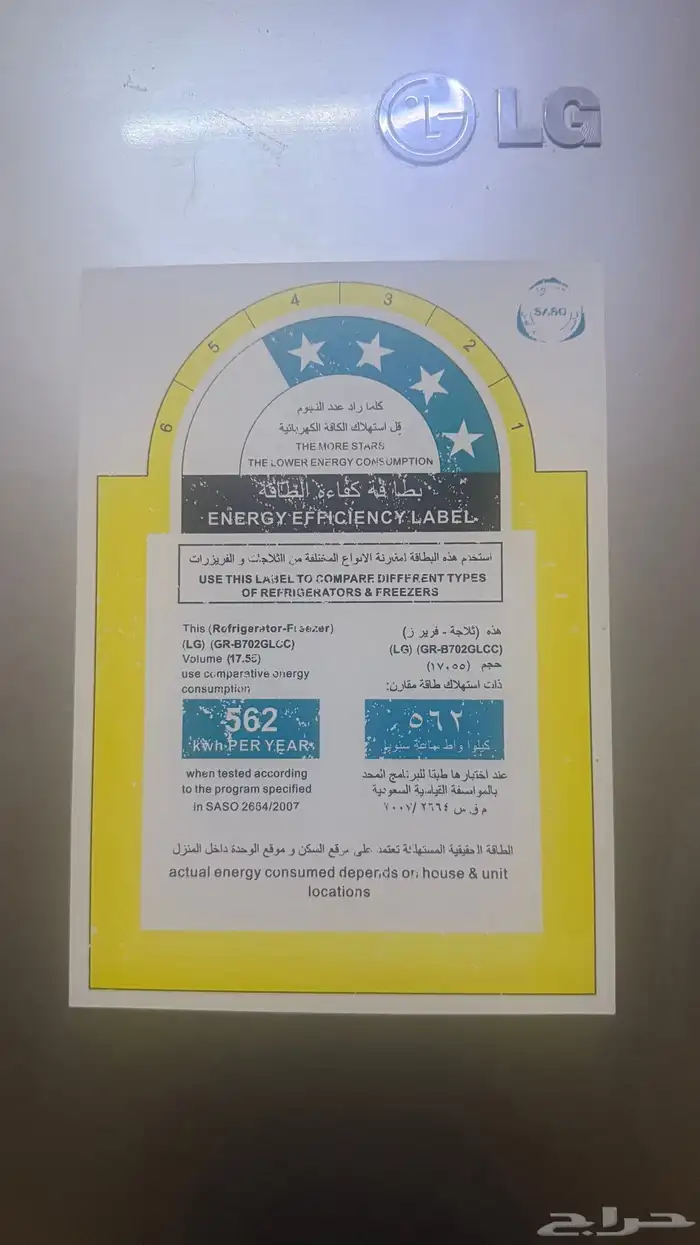 LG
SASO
6 5 4 3 2 1
كلما زاد عدد النجوم
قل استهلاك الطاقة الكهربائية
THE MORE STARS
THE LOWER ENERGY CONSUMPTION
بطاقة كفاءة الطاقة
ENERGY EFFICIENCY LABEL
استخدم هذه البطاقة لمقارنة الانواع المختلفة من الثلاجات و الفريزرات
USE THIS LABEL TO COMPARE DIFFERENT TYPES
OF REFRIGERATORS & FREEZERS
This (Refrigerator-Freezer)
(LG) (GR-B702GLCC)
Volume (17.55)
use comparative energy
consumption
562
kwh PER YEAR
when tested according
to the program specified
in SASO 2664/2007
هذه (ثلاجة - فريزر)
(LG) (GR-B702GLCC)
حجم (١٧,٥٥)
ذات استهلاك طاقة مقارن:
٥٦٢
كيلو واط ساعة سنويا
عند اختبارها طبقا للبرنامج المحد
بالمواصفة القياسية السعودية
م ق س ٢٦٦٤ /٢٠٠٧
الطاقة الحقيقية المستهلكة تعتمد على موقع السكن و موقع الوحدة داخل المنزل
actual energy consumed depends on house & unit
locations
حراج